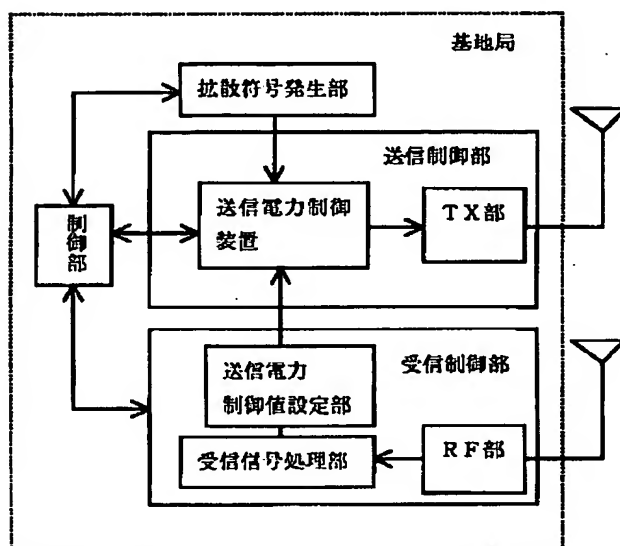 基地局
拡散符号発生部
送信制御部
送信電力制御
装置
TX部
制御部
送信電力
制御値設定部
受信制御部
受信信号処理部
RF部